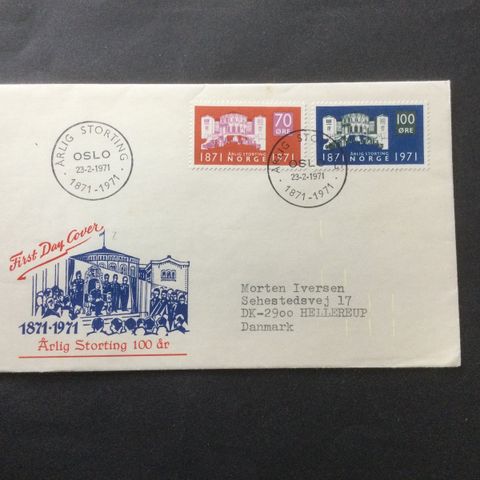 ÅRLIG STORTING
OSLO
23-2-1971
· 1871-1971 ·
70
ØRE
ÅRLIG STORTING
1871 NORGE 1971
100
ØRE
ÅRLIG STORTING
1871 NORGE 1971
ÅRLIG STORTING
OSLO
23-2-1971
· 1871-1971 ·
First Day Cover
1871-1971
Årlig Storting 100 år
Morten Iversen
Sehestedsvej 17
DK-2900 HELLEREUP
Danmark